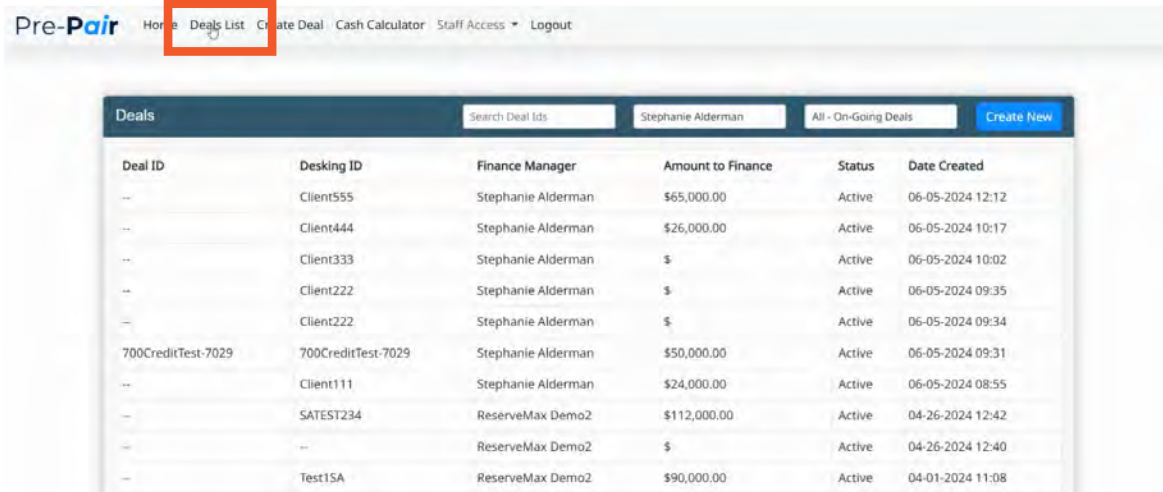 Pre-Pair Home Deals List Create Deal Cash Calculator Staff Access Logout
Deals Search Deal Ids Stephanie Alderman All - On-Going Deals Create New
Deal ID Desking ID Finance Manager Amount to Finance Status Date Created
-- Client555 Stephanie Alderman $65,000.00 Active 06-05-2024 12:12
-- Client444 Stephanie Alderman $26,000.00 Active 06-05-2024 10:17
-- Client333 Stephanie Alderman $ Active 06-05-2024 10:02
-- Client222 Stephanie Alderman $ Active 06-05-2024 09:35
-- Client222 Stephanie Alderman $ Active 06-05-2024 09:34
700CreditTest-7029 700CreditTest-7029 Stephanie Alderman $50,000.00 Active 06-05-2024 09:31
-- Client111 Stephanie Alderman $24,000.00 Active 06-05-2024 08:55
-- SATEST234 ReserveMax Demo2 $112,000.00 Active 04-26-2024 12:42
-- -- ReserveMax Demo2 $ Active 04-26-2024 12:40
-- Test1SA ReserveMax Demo2 $90,000.00 Active 04-01-2024 11:08